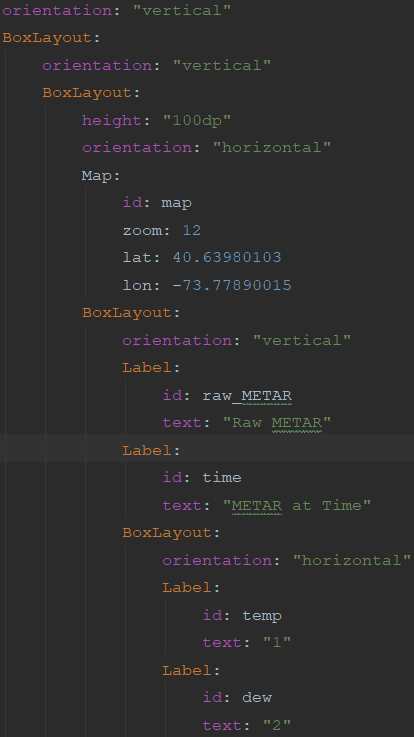 orientation: "vertical"
BoxLayout:
    orientation: "vertical"
    BoxLayout:
        height: "100dp"
        orientation: "horizontal"
        Map:
            id: map
            zoom: 12
            lat: 40.63980103
            lon: -73.77890015
        BoxLayout:
            orientation: "vertical"
            Label:
                id: raw_METAR
                text: "Raw METAR"
            Label:
                id: time
                text: "METAR at Time"
            BoxLayout:
                orientation: "horizontal"
                Label:
                    id: temp
                    text: "1"
                Label:
                    id: dew
                    text: "2"